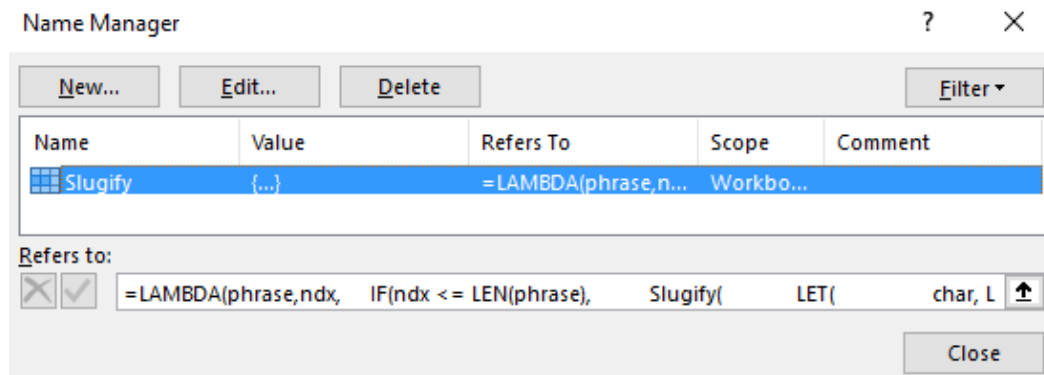 Name Manager ? X
New... Edit... Delete Filter
Name Value Refers To Scope Comment
Slugify {...} =LAMBDA(phrase,n... Workbo...
Refers to:
=LAMBDA(phrase,ndx, IF(ndx <= LEN(phrase), Slugify( LET( char, L
Close